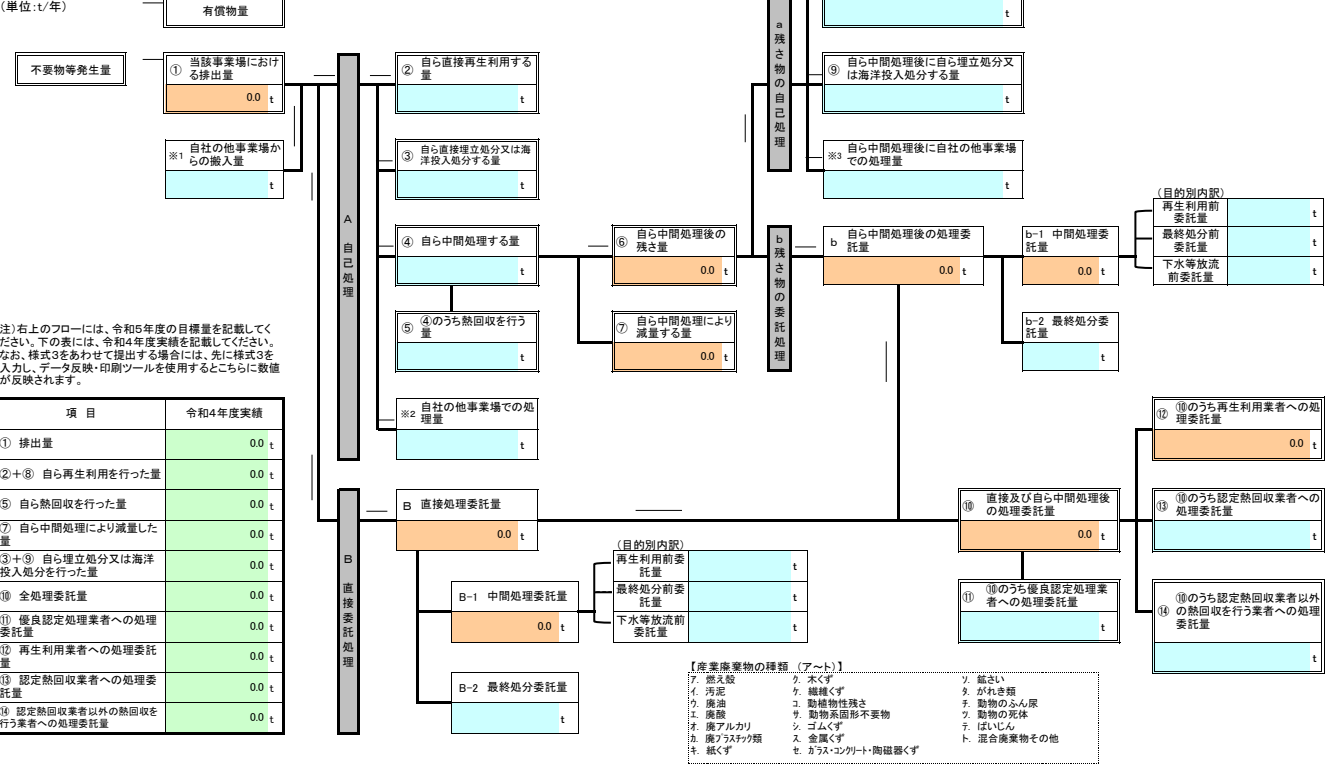 (単位:t/年)
有償物量
t
不要物等発生量
① 当該事業場におけ
る排出量
0.0 t
② 自ら直接再生利用する
量
t
a 残さ物の自己処理
⑨ 自ら中間処理後に自ら埋立処分又
は海洋投入処分する量
t
※1 自社の他事業場か
らの搬入量
t
③ 自ら直接埋立処分又は海
洋投入処分する量
t
※3 自ら中間処理後に自社の他事業場
での処理量
t
A 自己処理
④ 自ら中間処理する量
t
⑥ 自ら中間処理後の
残さ量
0.0 t
b 残さ物の委託処理
b 自ら中間処理後の処理委
託量
0.0 t
b-1 中間処理委
託量
0.0 t
(目的別内訳)
再生利用前
委託量
t
最終処分前
委託量
t
下水等放流
前委託量
t
⑤ ④のうち熱回収を行う
量
t
⑦ 自ら中間処理により
減量する量
0.0 t
b-2 最終処分委
託量
t
注)右上のフローには、令和5年度の目標量を記載してく
ださい。下の表には、令和4年度実績を記載してください。
なお、様式3をあわせて提出する場合には、先に様式3を
入力し、データ反映・印刷ツールを使用するとこちらに数値
が反映されます。
※2 自社の他事業場での処
理量
t
項 目 令和4年度実績
① 排出量 0.0 t
②+⑧ 自ら再生利用を行った量 0.0 t
⑤ 自ら熱回収を行った量 0.0 t
⑦ 自ら中間処理により減量した
量 0.0 t
③+⑨ 自ら埋立処分又は海洋
投入処分を行った量 0.0 t
⑩ 全処理委託量 0.0 t
⑪ 優良認定処理業者への処理
委託量 0.0 t
⑫ 再生利用業者への処理委託
量 0.0 t
⑬ 認定熱回収業者への処理委
託量 0.0 t
⑭ 認定熱回収業者以外の熱回収を
行う業者への処理委託量 0.0 t
B 直接委託処理
B 直接処理委託量
0.0 t
B-1 中間処理委託量
0.0 t
(目的別内訳)
再生利用前委
託量
t
最終処分前委
託量
t
下水等放流前
委託量
t
B-2 最終処分委託量
t
⑩ 直接及び自ら中間処理後
の処理委託量
0.0 t
⑪ ⑩のうち優良認定処理業
者への処理委託量
t
⑫ ⑩のうち再生利用業者への処
理委託量
0.0 t
⑬ ⑩のうち認定熱回収業者への
処理委託量
t
⑭ ⑩のうち認定熱回収業者以外
の熱回収を行う業者への処理
委託量
t
【産業廃棄物の種類 (ア~ト)】
ア. 燃え殻 ク. 木くず ソ. 鉱さい
イ. 汚泥 ケ. 繊維くず タ. がれき類
ウ. 廃油 コ. 動植物性残さ チ. 動物のふん尿
エ. 廃酸 サ. 動物系固形不要物 ツ. 動物の死体
オ. 廃アルカリ シ. ゴムくず テ. ばいじん
カ. 廃プラスチック類 ス. 金属くず ト. 混合廃棄物その他
キ. 紙くず セ. ガラス・コンクリート・陶磁器くず